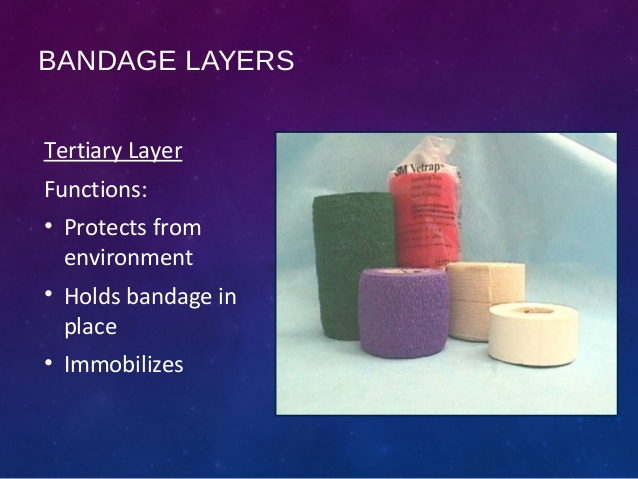 BANDAGE LAYERS
Tertiary Layer
Functions:
• Protects from
environment
• Holds bandage in
place
• Immobilizes
3M Vetrap